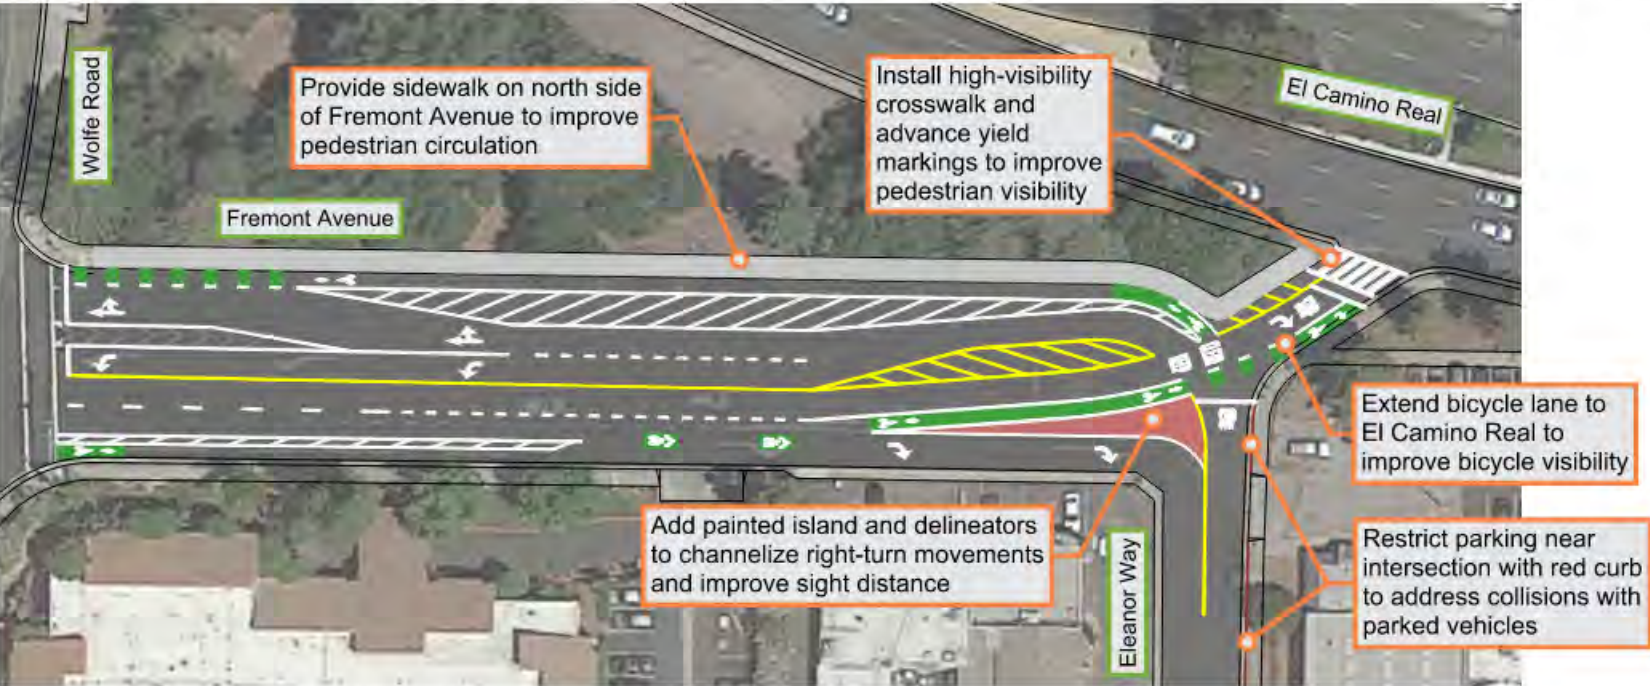 Wolfe Road
Provide sidewalk on north side
of Fremont Avenue to improve
pedestrian circulation
Install high-visibility
crosswalk and
advance yield
markings to improve
pedestrian visibility
El Camino Real
Fremont Avenue
Extend bicycle lane to
El Camino Real to
improve bicycle visibility
Add painted island and delineators
to channelize right-turn movements
and improve sight distance
Eleanor Way
Restrict parking near
intersection with red curb
to address collisions with
parked vehicles